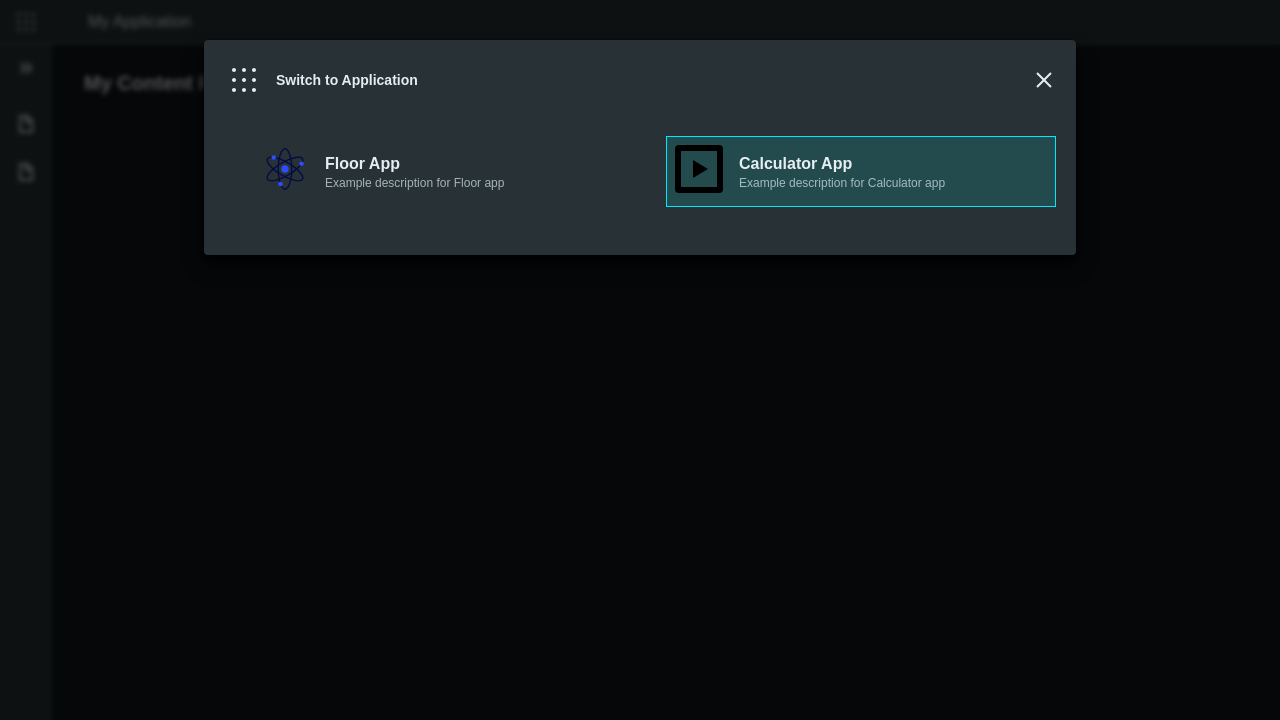 My Application
My Content
Switch to Application
Floor App
Example description for Floor app
Calculator App
Example description for Calculator app